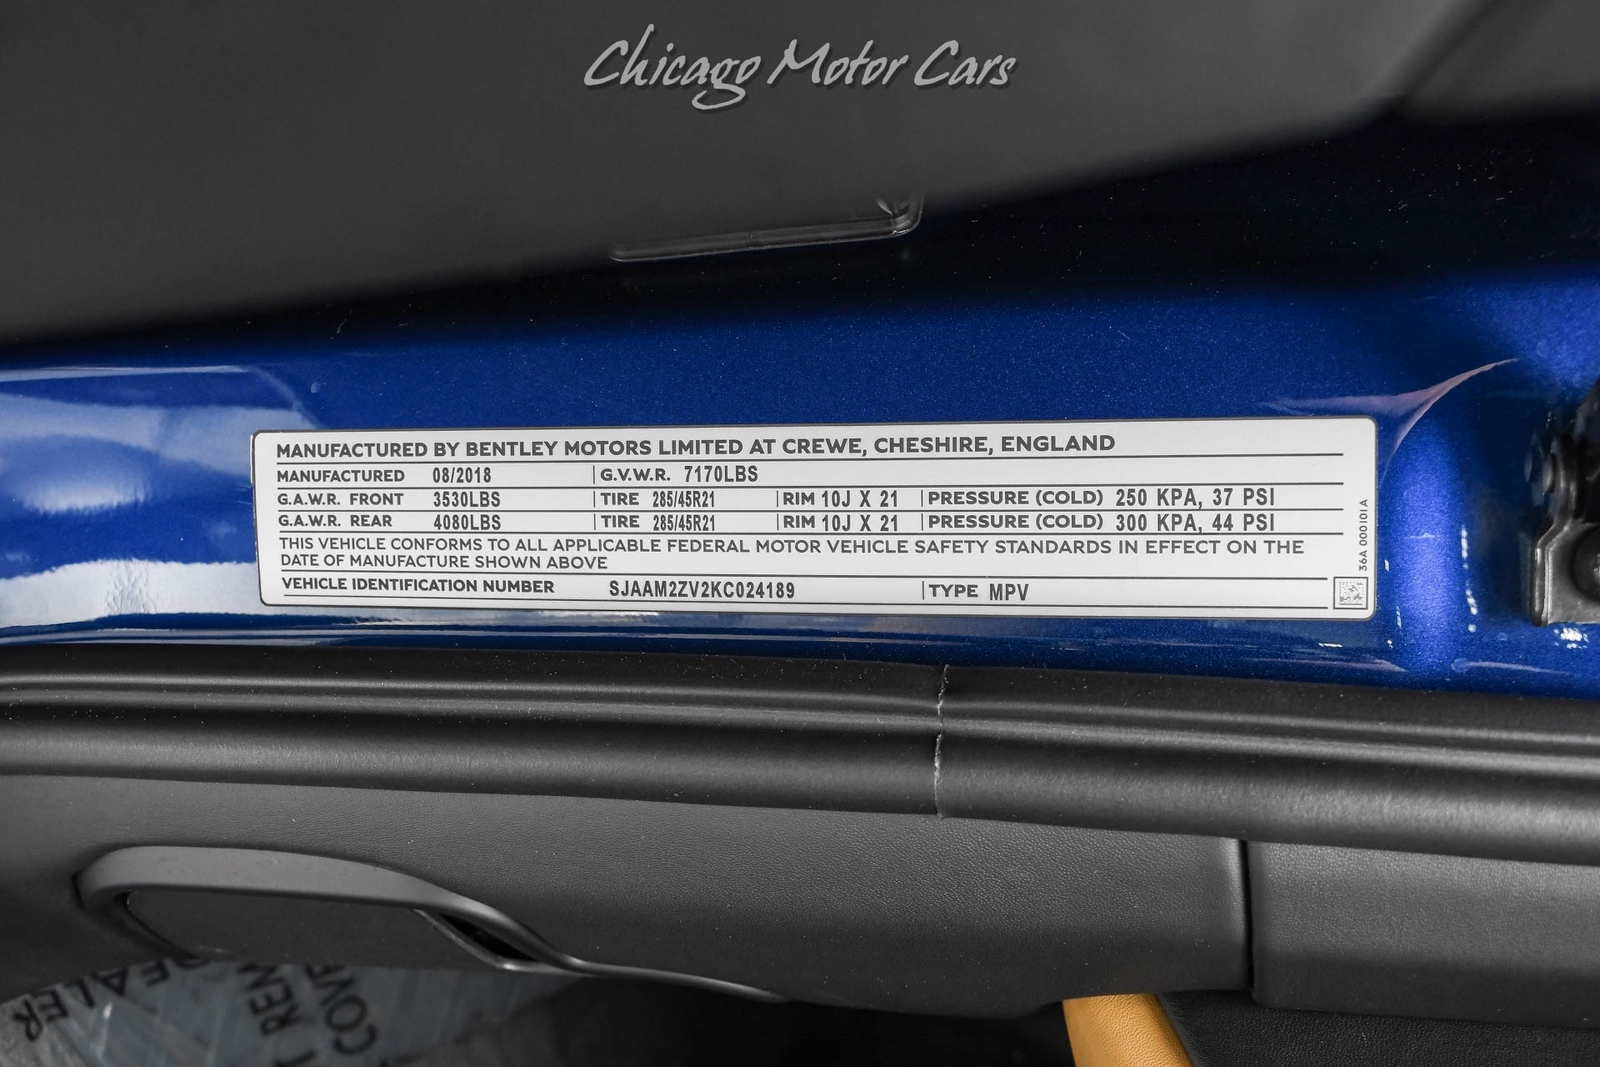 Chicago Motor Cars
MANUFACTURED BY BENTLEY MOTORS LIMITED AT CREWE, CHESHIRE, ENGLAND
MANUFACTURED 08/2018 G.V.W.R. 7170LBS
G.A.W.R. FRONT 3530LBS TIRE 285/45R21 RIM 10J X 21 PRESSURE (COLD) 250 KPA, 37 PSI
G.A.W.R. REAR 4080LBS TIRE 285/45R21 RIM 10J X 21 PRESSURE (COLD) 300 KPA, 44 PSI
THIS VEHICLE CONFORMS TO ALL APPLICABLE FEDERAL MOTOR VEHICLE SAFETY STANDARDS IN EFFECT ON THE
DATE OF MANUFACTURE SHOWN ABOVE
VEHICLE IDENTIFICATION NUMBER SJAAM2ZV2KC024189 TYPE MPV
36A 000101A
DEALER